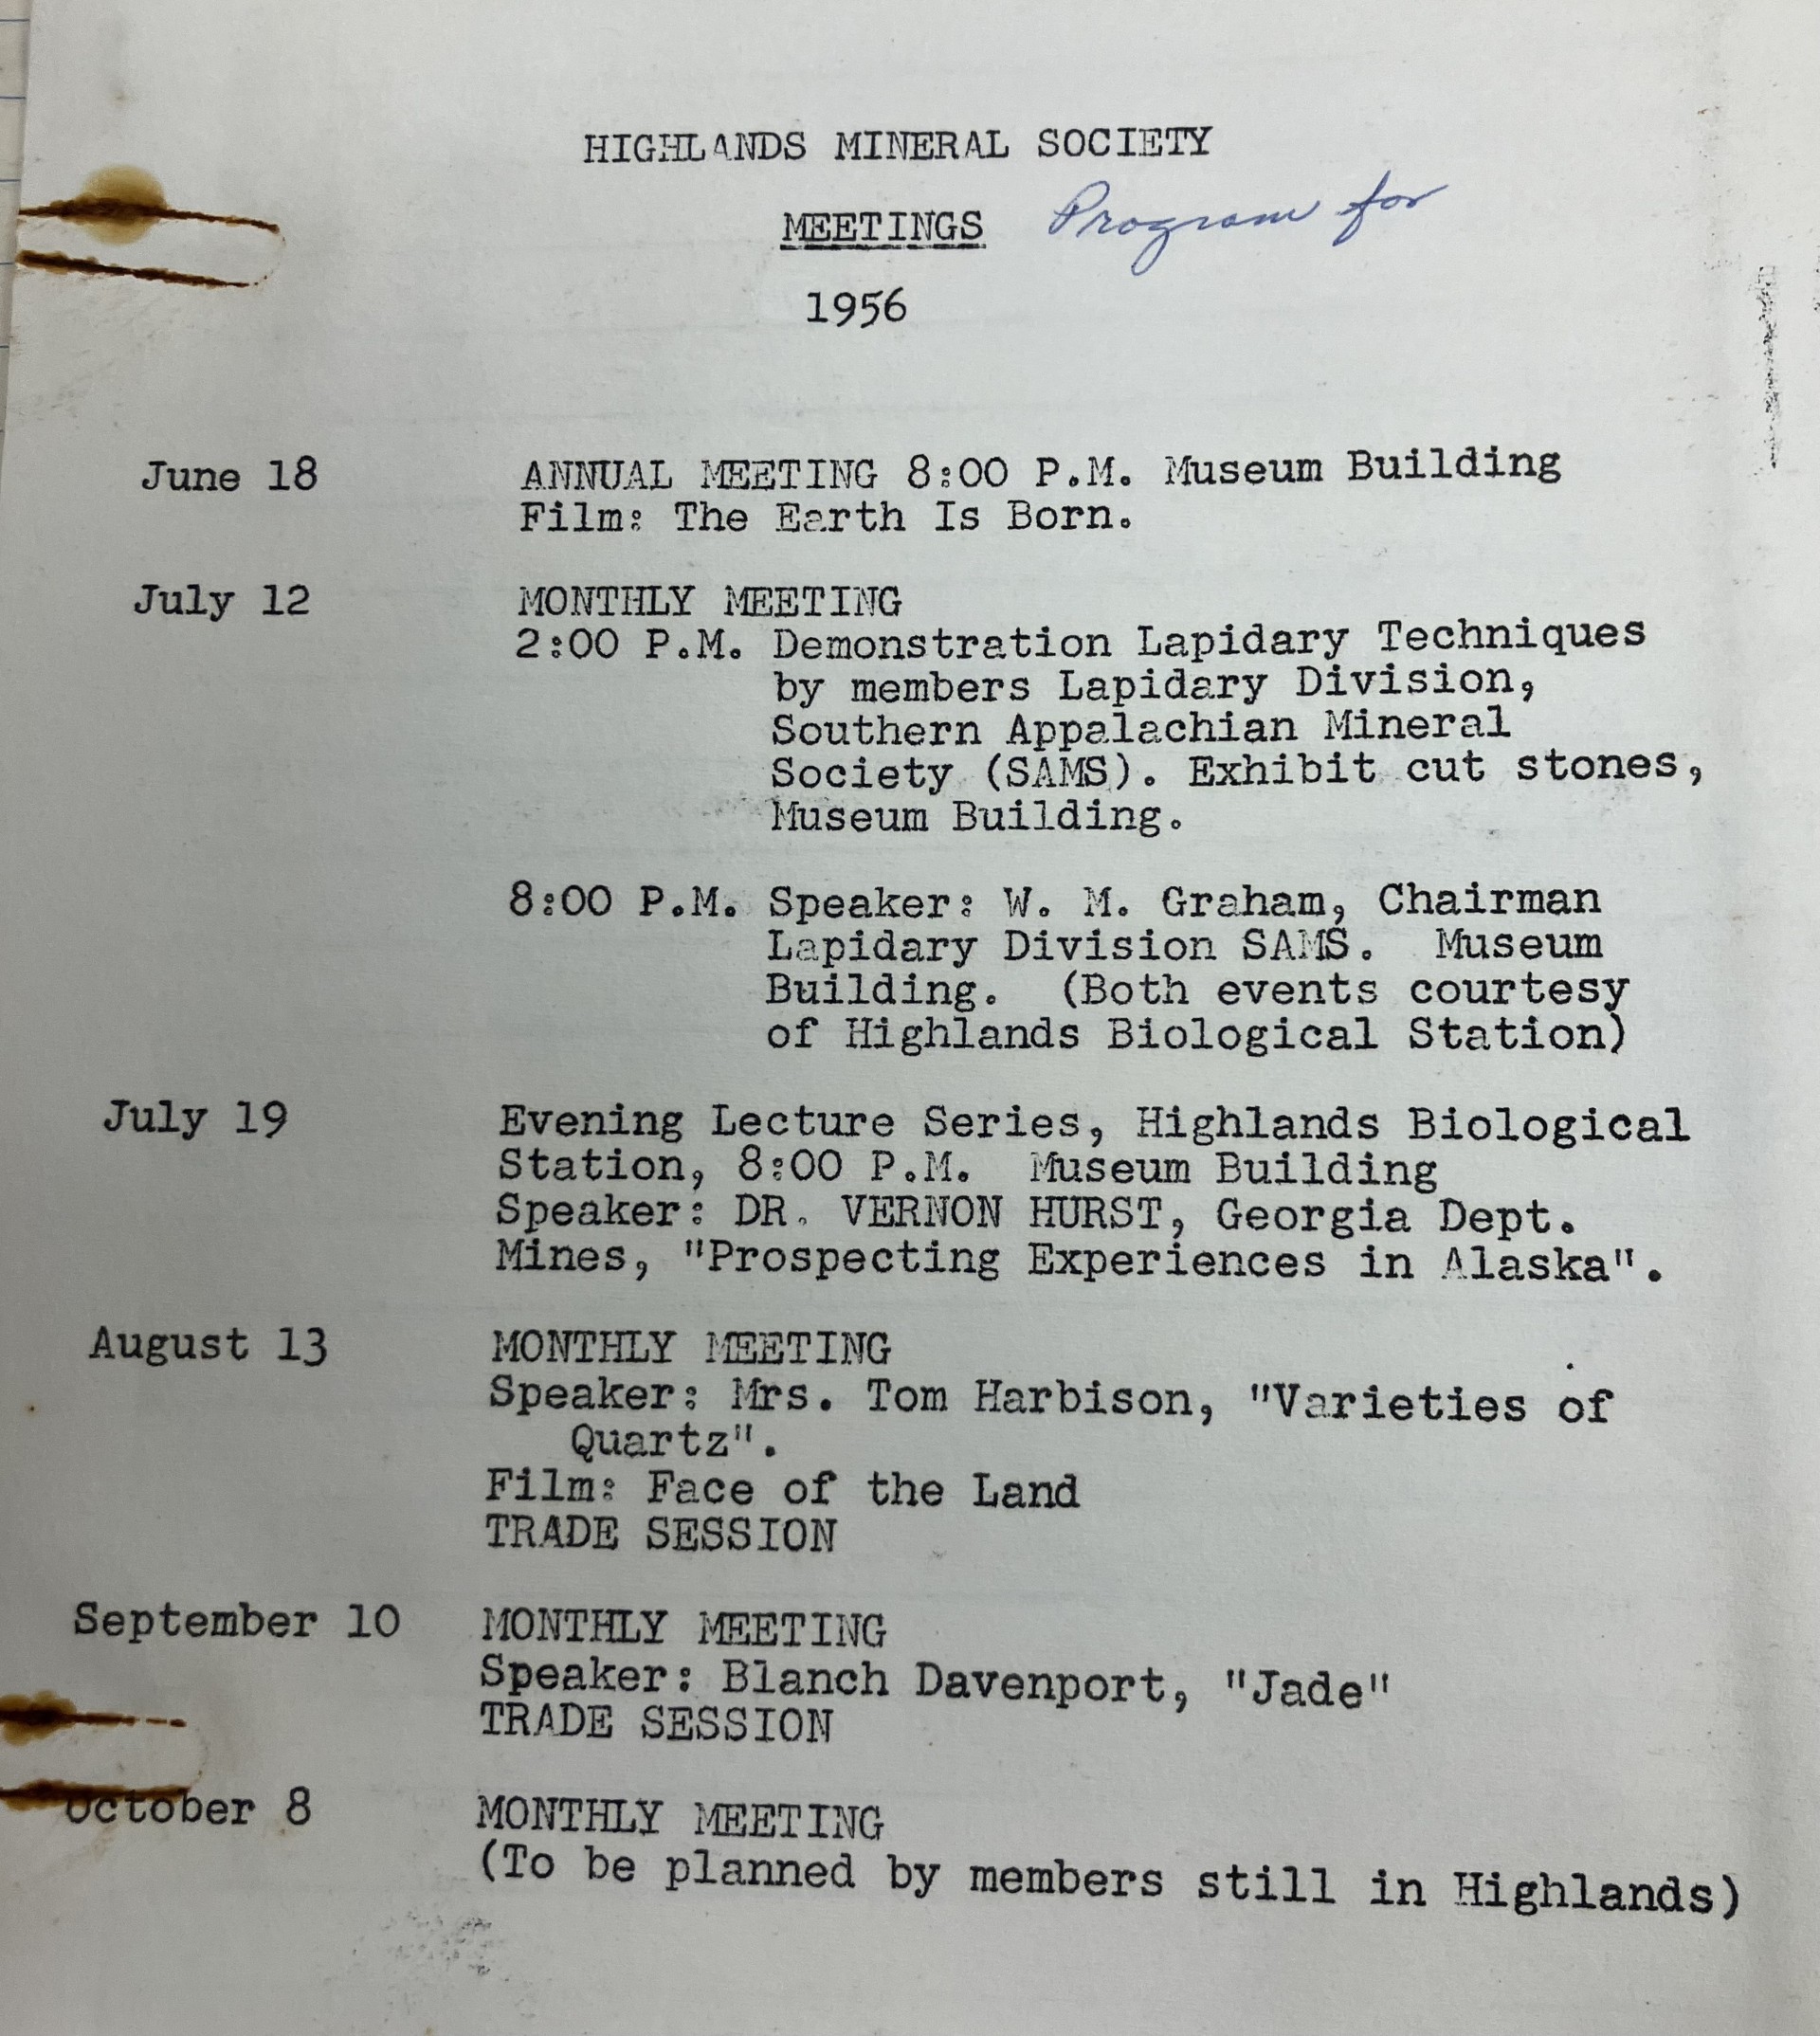 HIGHLANDS MINERAL SOCIETY
MEETINGS Program for
1956
June 18 ANNUAL MEETING 8:00 P.M. Museum Building
Film: The Earth Is Born.
July 12 MONTHLY MEETING
2:00 P.M. Demonstration Lapidary Techniques
by members Lapidary Division,
Southern Appalachian Mineral
Society (SAMS). Exhibit cut stones,
Museum Building.
8:00 P.M. Speaker: W. M. Graham, Chairman
Lapidary Division SAMS. Museum
Building. (Both events courtesy
of Highlands Biological Station)
July 19 Evening Lecture Series, Highlands Biological
Station, 8:00 P.M. Museum Building
Speaker: DR. VERNON HURST, Georgia Dept.
Mines, "Prospecting Experiences in Alaska".
August 13 MONTHLY MEETING
Speaker: Mrs. Tom Harbison, "Varieties of
Quartz".
Film: Face of the Land
TRADE SESSION
September 10 MONTHLY MEETING
Speaker: Blanch Davenport, "Jade"
TRADE SESSION
October 8 MONTHLY MEETING
(To be planned by members still in Highlands)